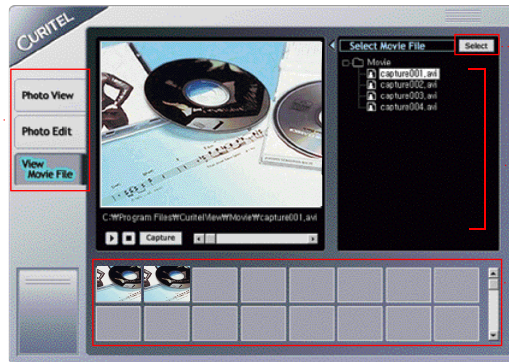 CURITEL
Select Movie File
Select
Movie
capture001.avi
capture002.avi
capture003.avi
capture004.avi
Photo View
Photo Edit
View
Movie File
C:₩Program Files₩CuritelView₩Movie₩capture001.avi
Capture